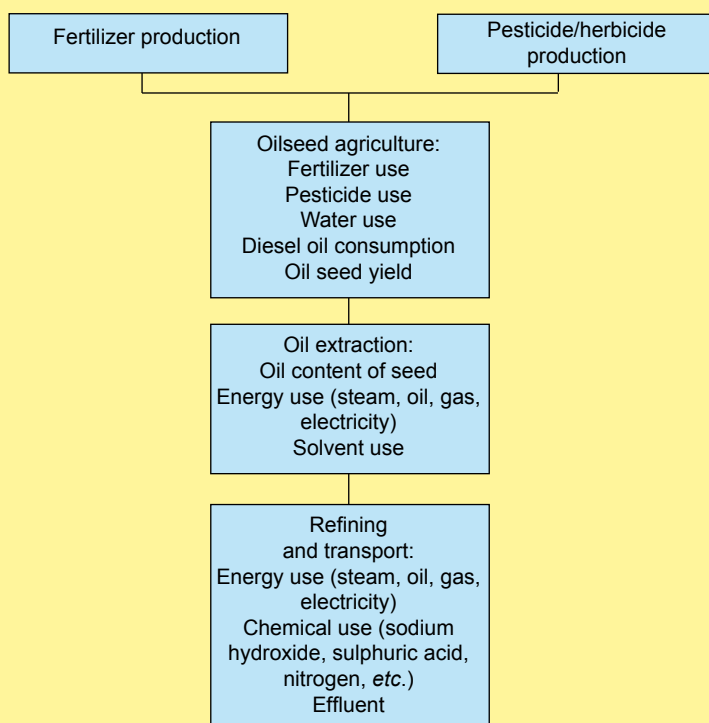 Fertilizer production
Pesticide/herbicide
production
Oilseed agriculture:
Fertilizer use
Pesticide use
Water use
Diesel oil consumption
Oil seed yield
Oil extraction:
Oil content of seed
Energy use (steam, oil, gas,
electricity)
Solvent use
Refining
and transport:
Energy use (steam, oil, gas,
electricity)
Chemical use (sodium
hydroxide, sulphuric acid,
nitrogen, etc.)
Effluent